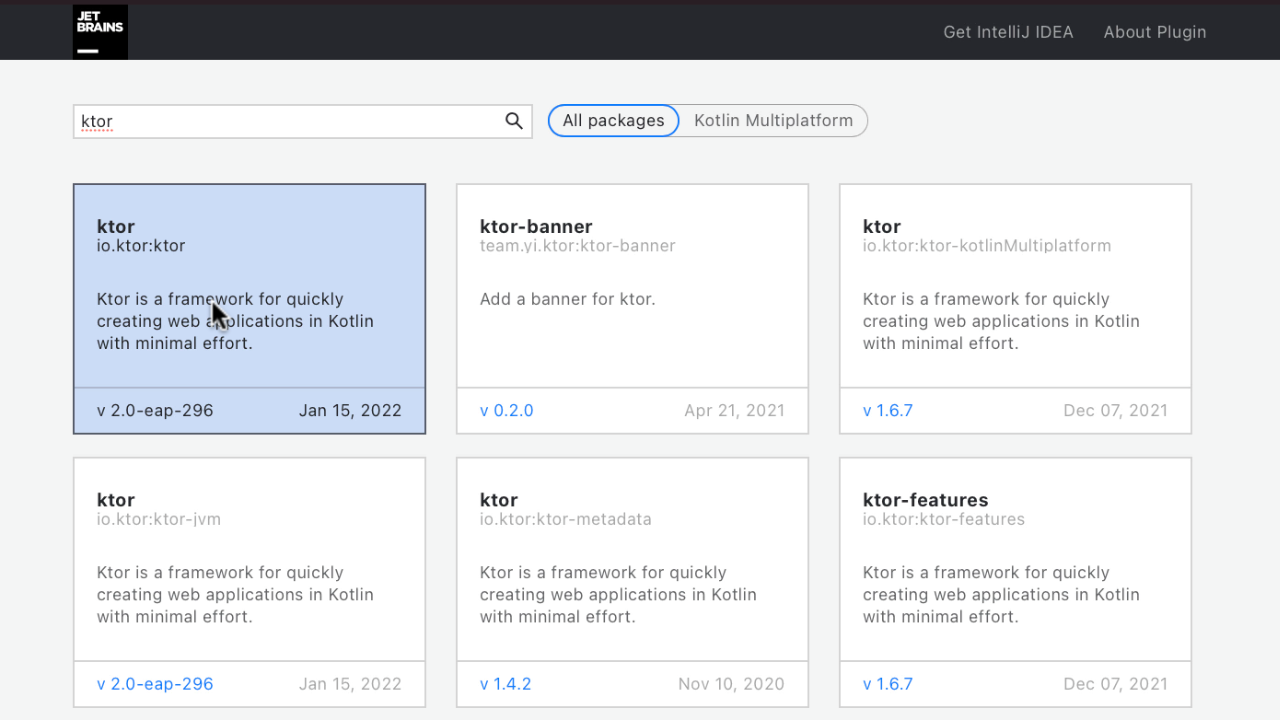 JET
BRAINS
Get IntelliJ IDEA
About Plugin
ktor
All packages
Kotlin Multiplatform
ktor
io.ktor:ktor
Ktor is a framework for quickly
creating web applications in Kotlin
with minimal effort.
v 2.0-eap-296
Jan 15, 2022
ktor-banner
team.yi.ktor:ktor-banner
Add a banner for ktor.
v 0.2.0
Apr 21, 2021
ktor
io.ktor:ktor-kotlinMultiplatform
Ktor is a framework for quickly
creating web applications in Kotlin
with minimal effort.
v 1.6.7
Dec 07, 2021
ktor
io.ktor:ktor-jvm
Ktor is a framework for quickly
creating web applications in Kotlin
with minimal effort.
v 2.0-eap-296
Jan 15, 2022
ktor
io.ktor:ktor-metadata
Ktor is a framework for quickly
creating web applications in Kotlin
with minimal effort.
v 1.4.2
Nov 10, 2020
ktor-features
io.ktor:ktor-features
Ktor is a framework for quickly
creating web applications in Kotlin
with minimal effort.
v 1.6.7
Dec 07, 2021